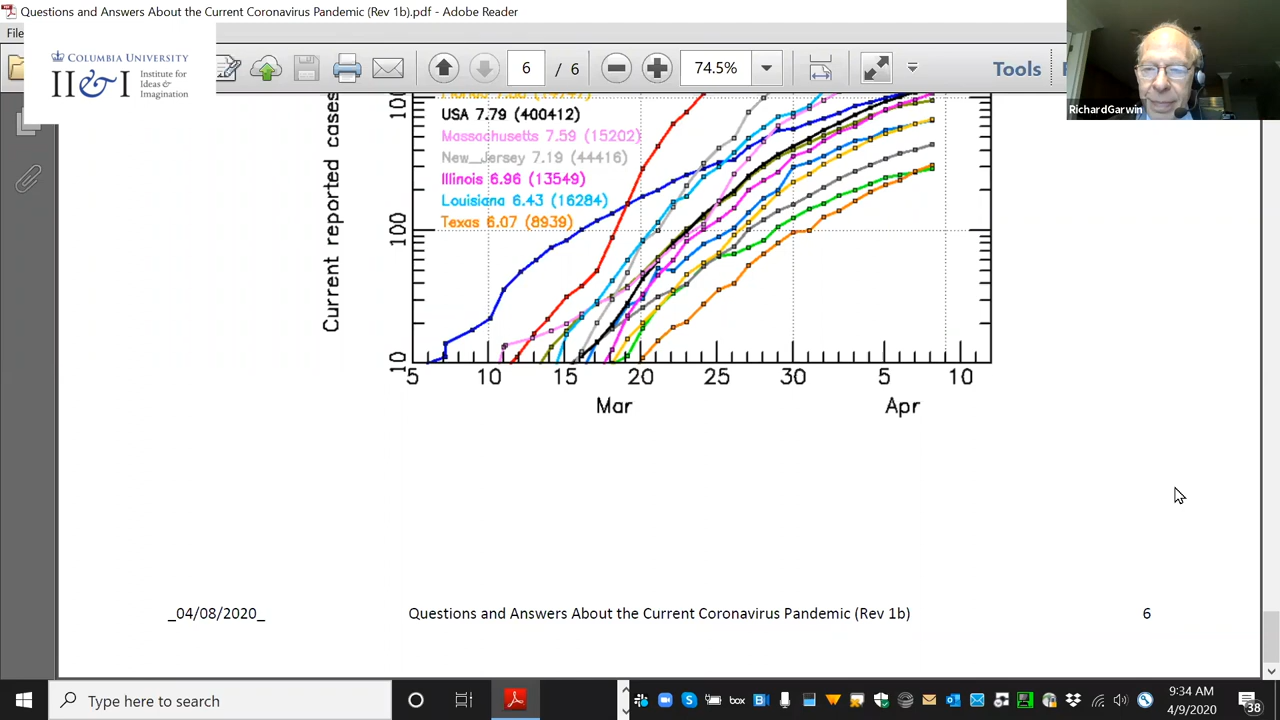 Questions and Answers About the Current Coronavirus Pandemic (Rev 1b).pdf - Adobe Reader
File
COLUMBIA UNIVERSITY
II&I
Institute for
Ideas &
Imagination
6 / 6
74.5%
Tools
RichardGarwin
USA 7.79 (400412)
Massachusetts 7.59 (15202)
New_Jersey 7.19 (44416)
Illinois 6.96 (13549)
Louisiana 6.43 (16284)
Texas 6.07 (8939)
Current reported cases
100
10
5 10 15 20 25 30 5 10
Mar Apr
_04/08/2020_ Questions and Answers About the Current Coronavirus Pandemic (Rev 1b) 6
Type here to search
box
9:34 AM
4/9/2020
38